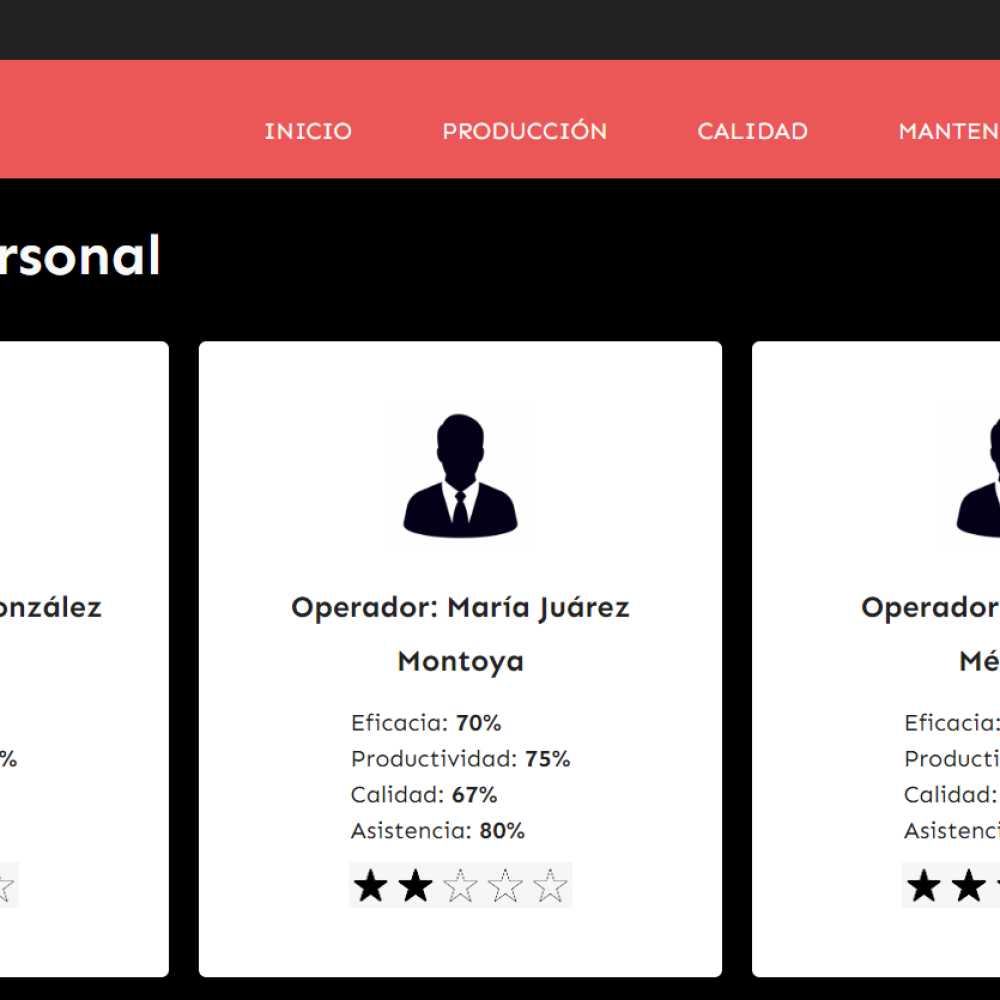 INICIO PRODUCCIÓN CALIDAD MANTEN
rsonal
onzález
%
Operador: María Juárez
Montoya
Eficacia: 70%
Productividad: 75%
Calidad: 67%
Asistencia: 80%
Operador
Mé
Eficacia:
Producti
Calidad:
Asistenci